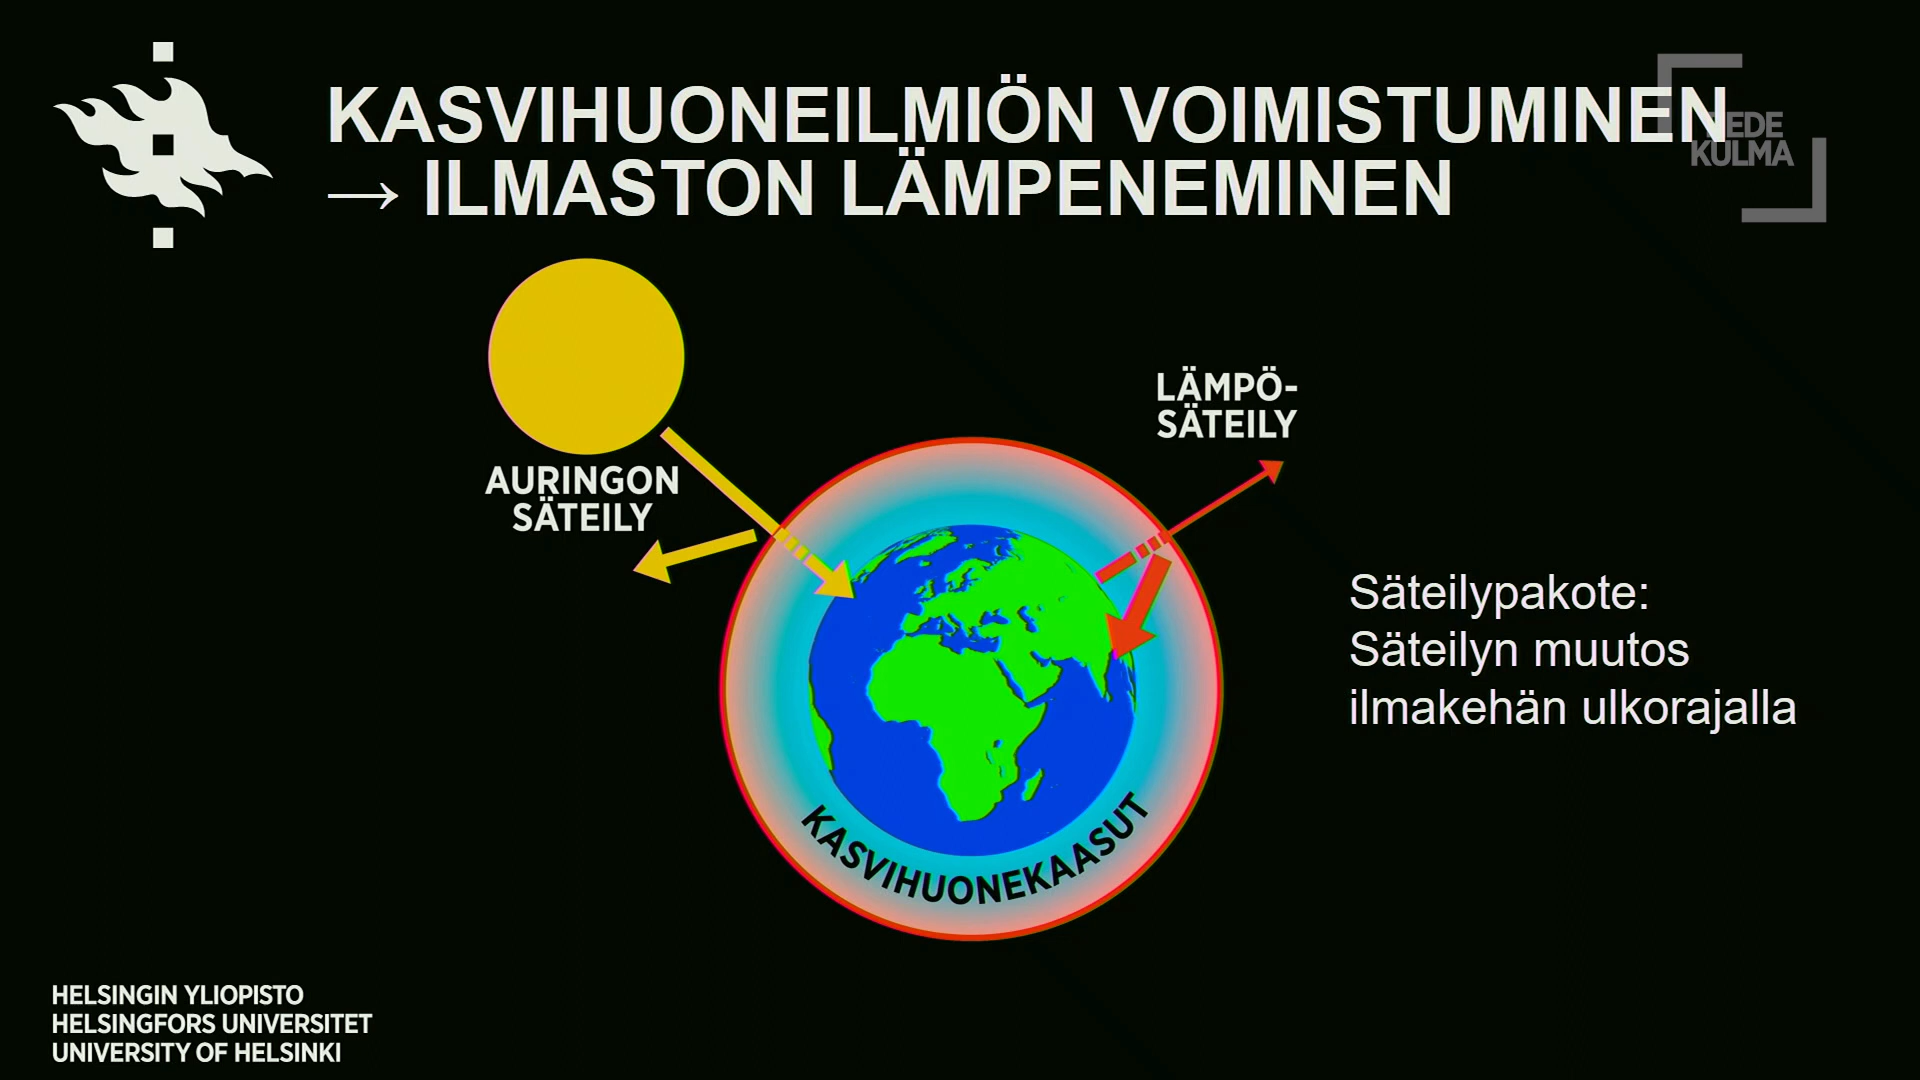 KASVIHUONEILMIÖN VOIMISTUMINEN
→ ILMASTON LÄMPENEMINEN
KULMA
AURINGON
SÄTEILY
LÄMPÖ-
SÄTEILY
Säteilypakote:
Säteilyn muutos
ilmakehän ulkorajalla
KASVIHUONEKAASUT
HELSINGIN YLIOPISTO
HELSINGFORS UNIVERSITET
UNIVERSITY OF HELSINKI